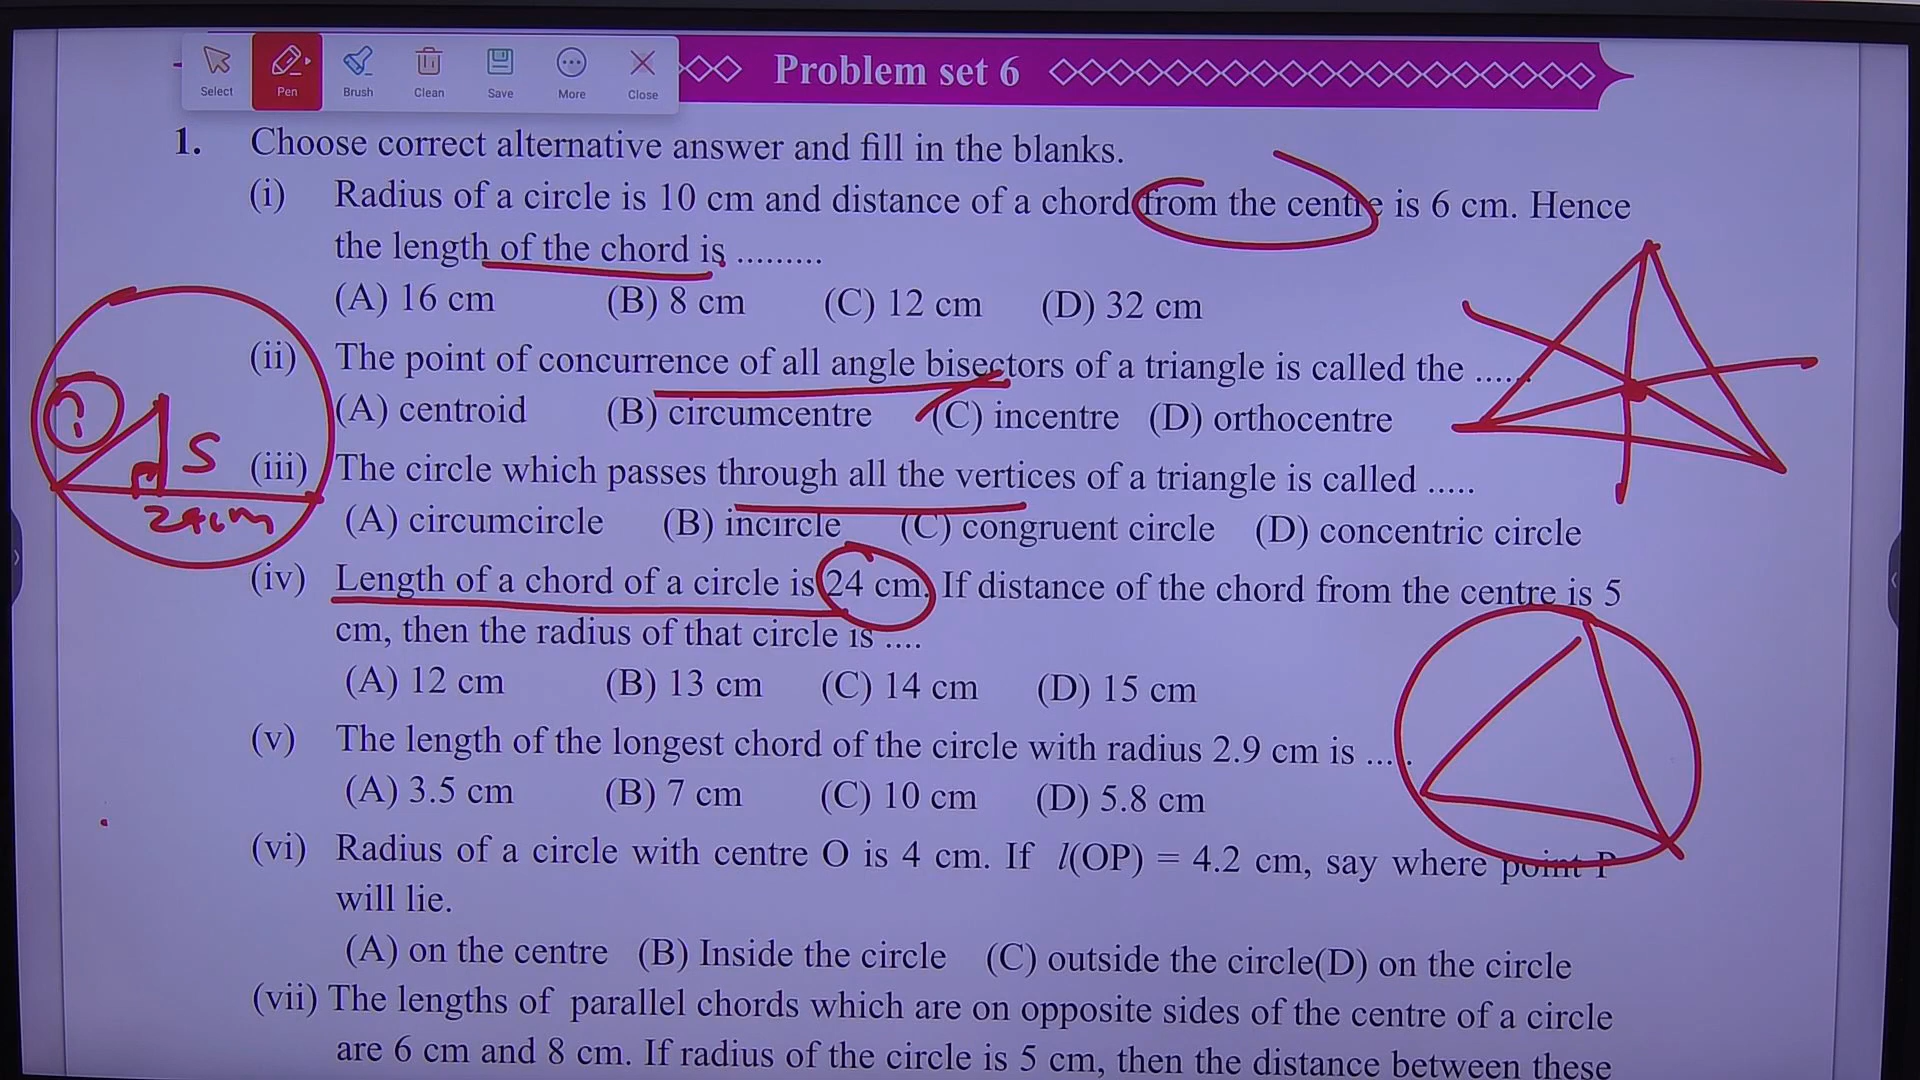 Select Pen Brush Clean Save More Close
Problem set 6
1. Choose correct alternative answer and fill in the blanks.
(i) Radius of a circle is 10 cm and distance of a chord from the centre is 6 cm. Hence
the length of the chord is .........
(A) 16 cm (B) 8 cm (C) 12 cm (D) 32 cm
(ii) The point of concurrence of all angle bisectors of a triangle is called the ......
(A) centroid (B) circumcentre (C) incentre (D) orthocentre
?
5
(iii) The circle which passes through all the vertices of a triangle is called .....
24cm
(A) circumcircle (B) incircle (C) congruent circle (D) concentric circle
(iv) Length of a chord of a circle is 24 cm. If distance of the chord from the centre is 5
cm, then the radius of that circle is ....
(A) 12 cm (B) 13 cm (C) 14 cm (D) 15 cm
(v) The length of the longest chord of the circle with radius 2.9 cm is .....
(A) 3.5 cm (B) 7 cm (C) 10 cm (D) 5.8 cm
(vi) Radius of a circle with centre O is 4 cm. If l(OP) = 4.2 cm, say where point P
will lie.
(A) on the centre (B) Inside the circle (C) outside the circle(D) on the circle
(vii) The lengths of parallel chords which are on opposite sides of the centre of a circle
are 6 cm and 8 cm. If radius of the circle is 5 cm, then the distance between these